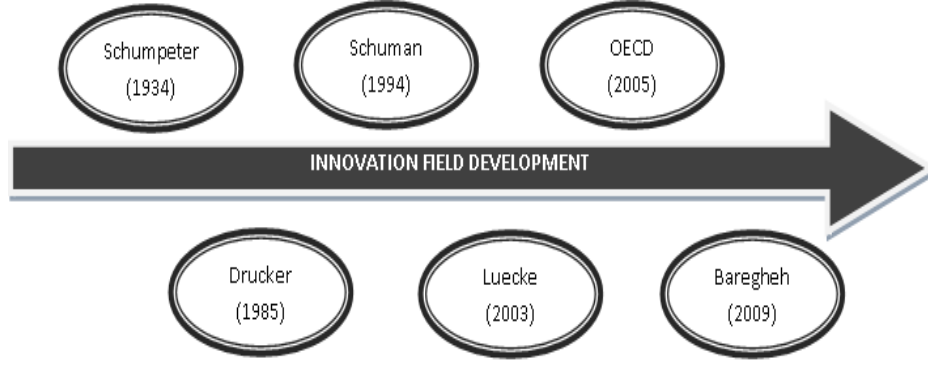 Schumpeter
(1934)
Schuman
(1994)
OECD
(2005)
INNOVATION FIELD DEVELOPMENT
Drucker
(1985)
Luecke
(2003)
Baregheh
(2009)